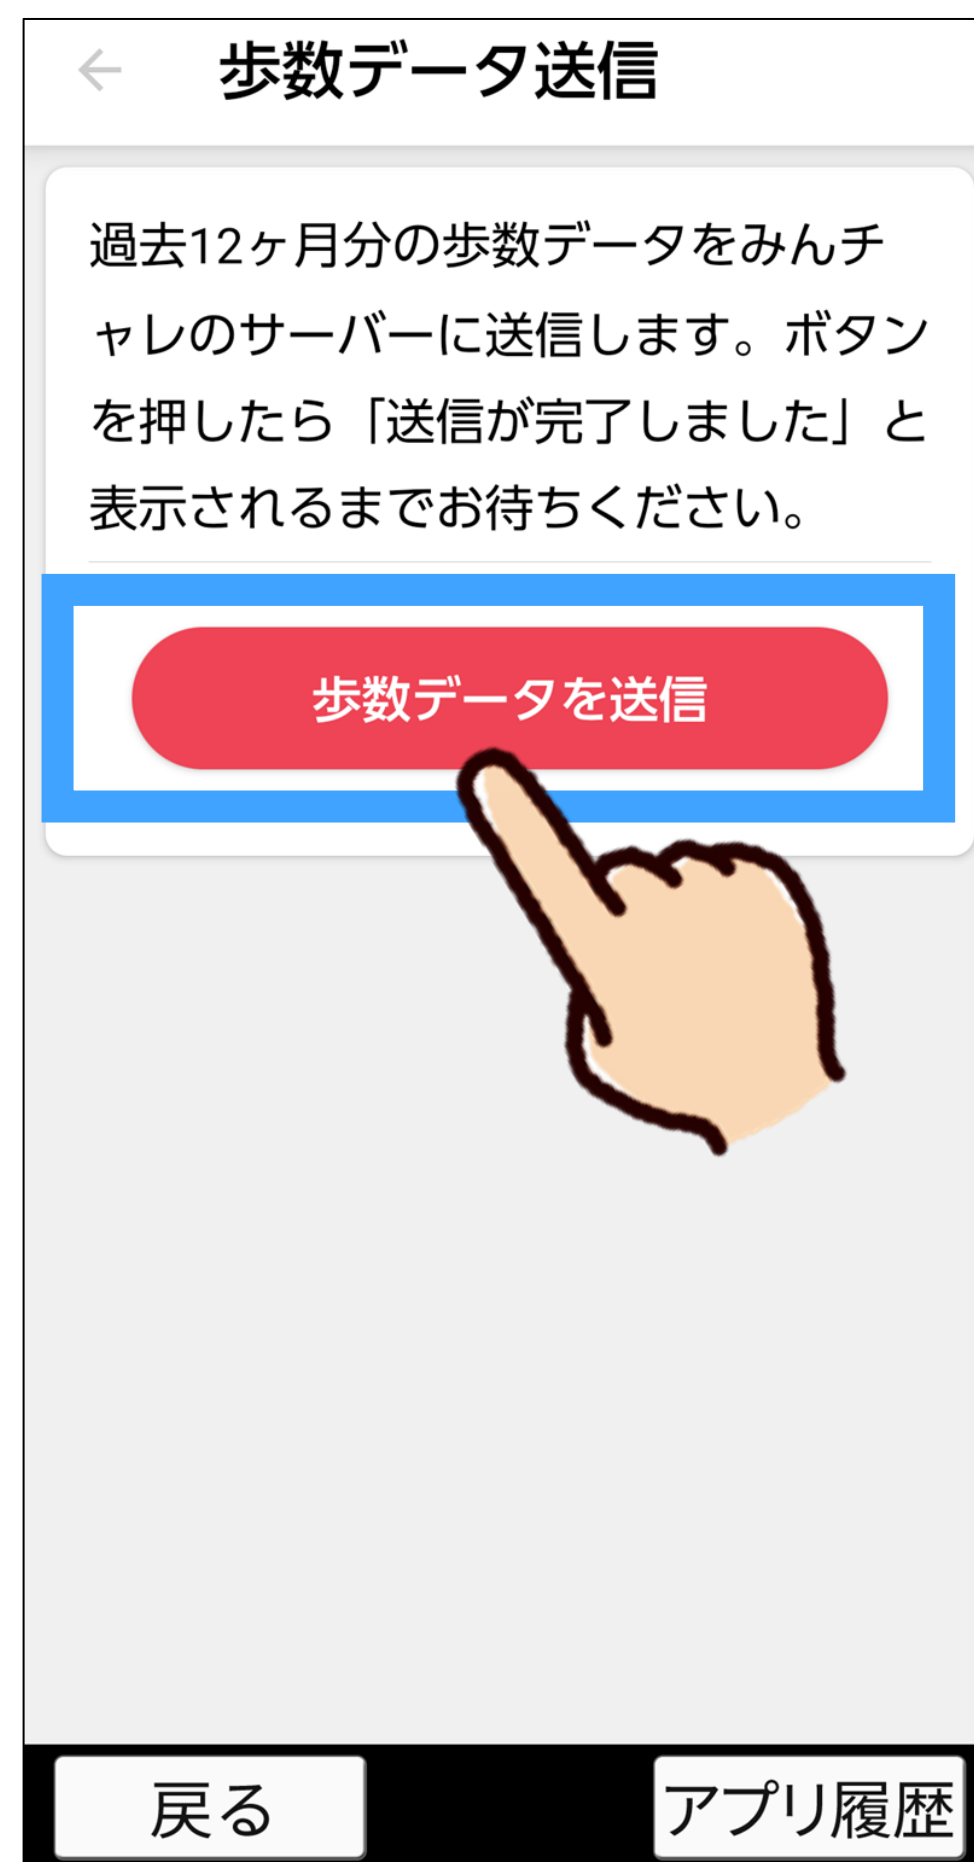 歩数データ送信
過去12ヶ月分の歩数データをみんチ
ャレのサーバーに送信します。ボタン
を押したら「送信が完了しました」と
表示されるまでお待ちください。
歩数データを送信
戻る
アプリ履歴